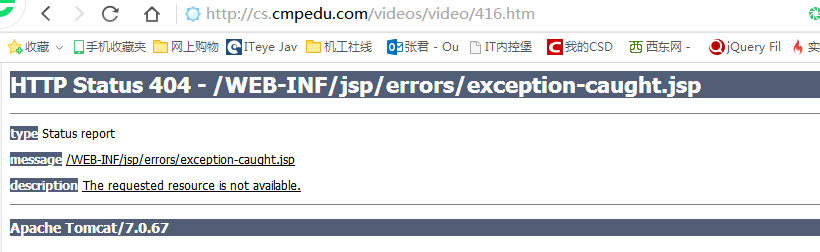 http://cs.cmpedu.com/videos/video/416.htm
收藏 手机收藏夹 网上购物 ITeye Jav 机工社线 张君 - Ou IT内控堡 我的CSD 西东网 - jQuery Fil 实
HTTP Status 404 - /WEB-INF/jsp/errors/exception-caught.jsp
type Status report
message /WEB-INF/jsp/errors/exception-caught.jsp
description The requested resource is not available.
Apache Tomcat/7.0.67